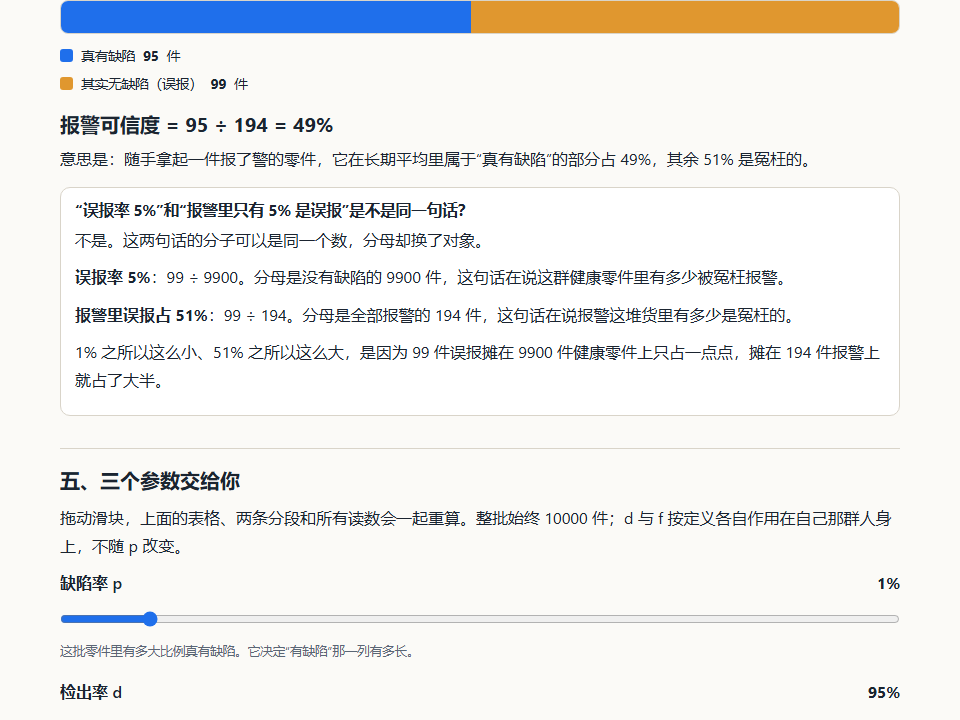 真有缺陷 95 件
其实无缺陷（误报） 99 件
报警可信度 = 95 ÷ 194 = 49%
意思是：随手拿起一件报了警的零件，它在长期平均里属于“真有缺陷”的部分占 49%，其余 51% 是冤枉的。
“误报率 5%”和“报警里只有 5% 是误报”是不是同一句话？
不是。这两句话的分子可以是同一个数，分母却换了对象。
误报率 5%：99 ÷ 9900。分母是没有缺陷的 9900 件，这句话在说这群健康零件里有多少被冤枉报警。
报警里误报占 51%：99 ÷ 194。分母是全部报警的 194 件，这句话在说报警这堆货里有多少是冤枉的。
1% 之所以这么小、51% 之所以这么大，是因为 99 件误报摊在 9900 件健康零件上只占一点点，摊在 194 件报警上
就占了大半。
五、三个参数交给你
拖动滑块，上面的表格、两条分段和所有读数会一起重算。整批始终 10000 件；d 与 f 按定义各自作用在自己那群人身
上，不随 p 改变。
缺陷率 p 1%
这批零件里有多大比例真有缺陷。它决定“有缺陷”那一列有多长。
检出率 d 95%